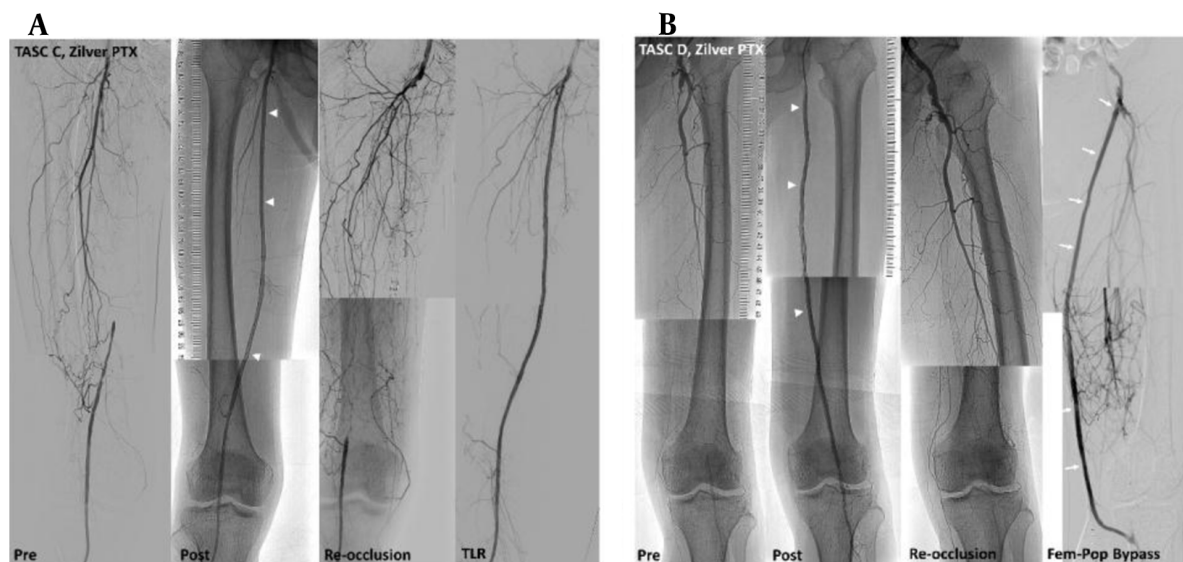 A
TASC C, Zilver PTX
Pre
Post
Re-occlusion
TLR
B
TASC D, Zilver PTX
Pre
Post
Re-occlusion
Fem-Pop Bypass